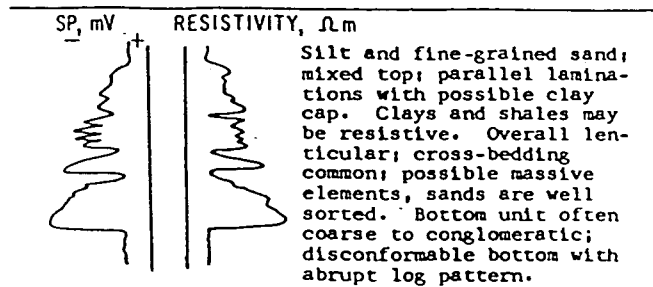 SP, mV RESISTIVITY, Ωm
- +
Silt and fine-grained sand;
mixed top; parallel lamina-
tions with possible clay
cap. Clays and shales may
be resistive. Overall len-
ticular; cross-bedding
common; possible massive
elements, sands are well
sorted. Bottom unit often
coarse to conglomeratic;
disconformable bottom with
abrupt log pattern.